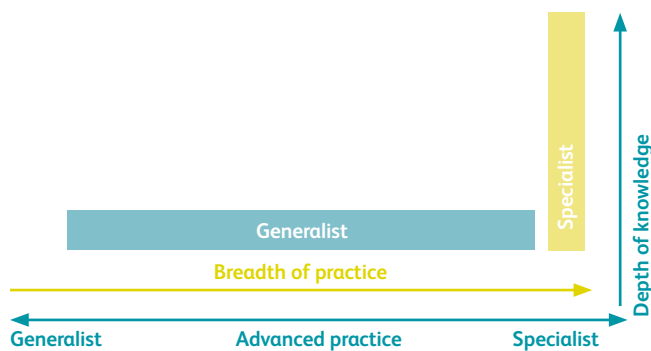 Specialist
Depth of knowledge
Generalist
Breadth of practice
Generalist
Advanced practice
Specialist